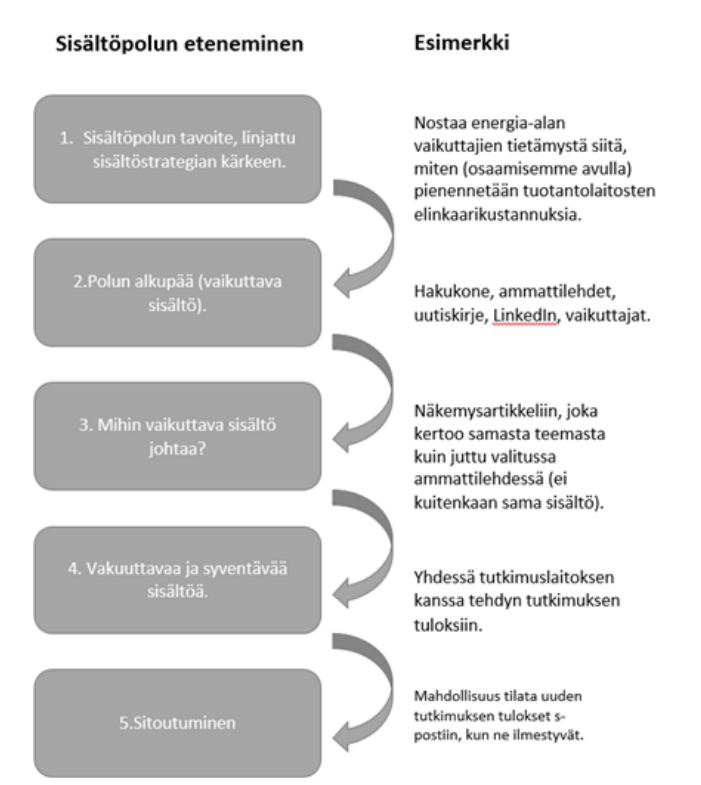 Sisältöpolun eteneminen
Esimerkki
1. Sisältöpolun tavoite, linjattu
sisältöstrategian kärkeen.
Nostaa energia-alan
vaikuttajien tietämystä siitä,
miten (osaamisemme avulla)
pienennetään tuotantolaitosten
elinkaarikustannuksia.
2.Polun alkupää (vaikuttava
sisältö).
Hakukone, ammattilehdet,
uutiskirje, LinkedIn, vaikuttajat.
3. Mihin vaikuttava sisältö
johtaa?
Näkemysartikkeliin, joka
kertoo samasta teemasta
kuin juttu valitussa
ammattilehdessä (ei
kuitenkaan sama sisältö).
4. Vakuuttavaa ja syventävää
sisältöä.
Yhdessä tutkimuslaitoksen
kanssa tehdyn tutkimuksen
tuloksiin.
5.Sitoutuminen
Mahdollisuus tilata uuden
tutkimuksen tulokset s-
postiin, kun ne ilmestyvät.